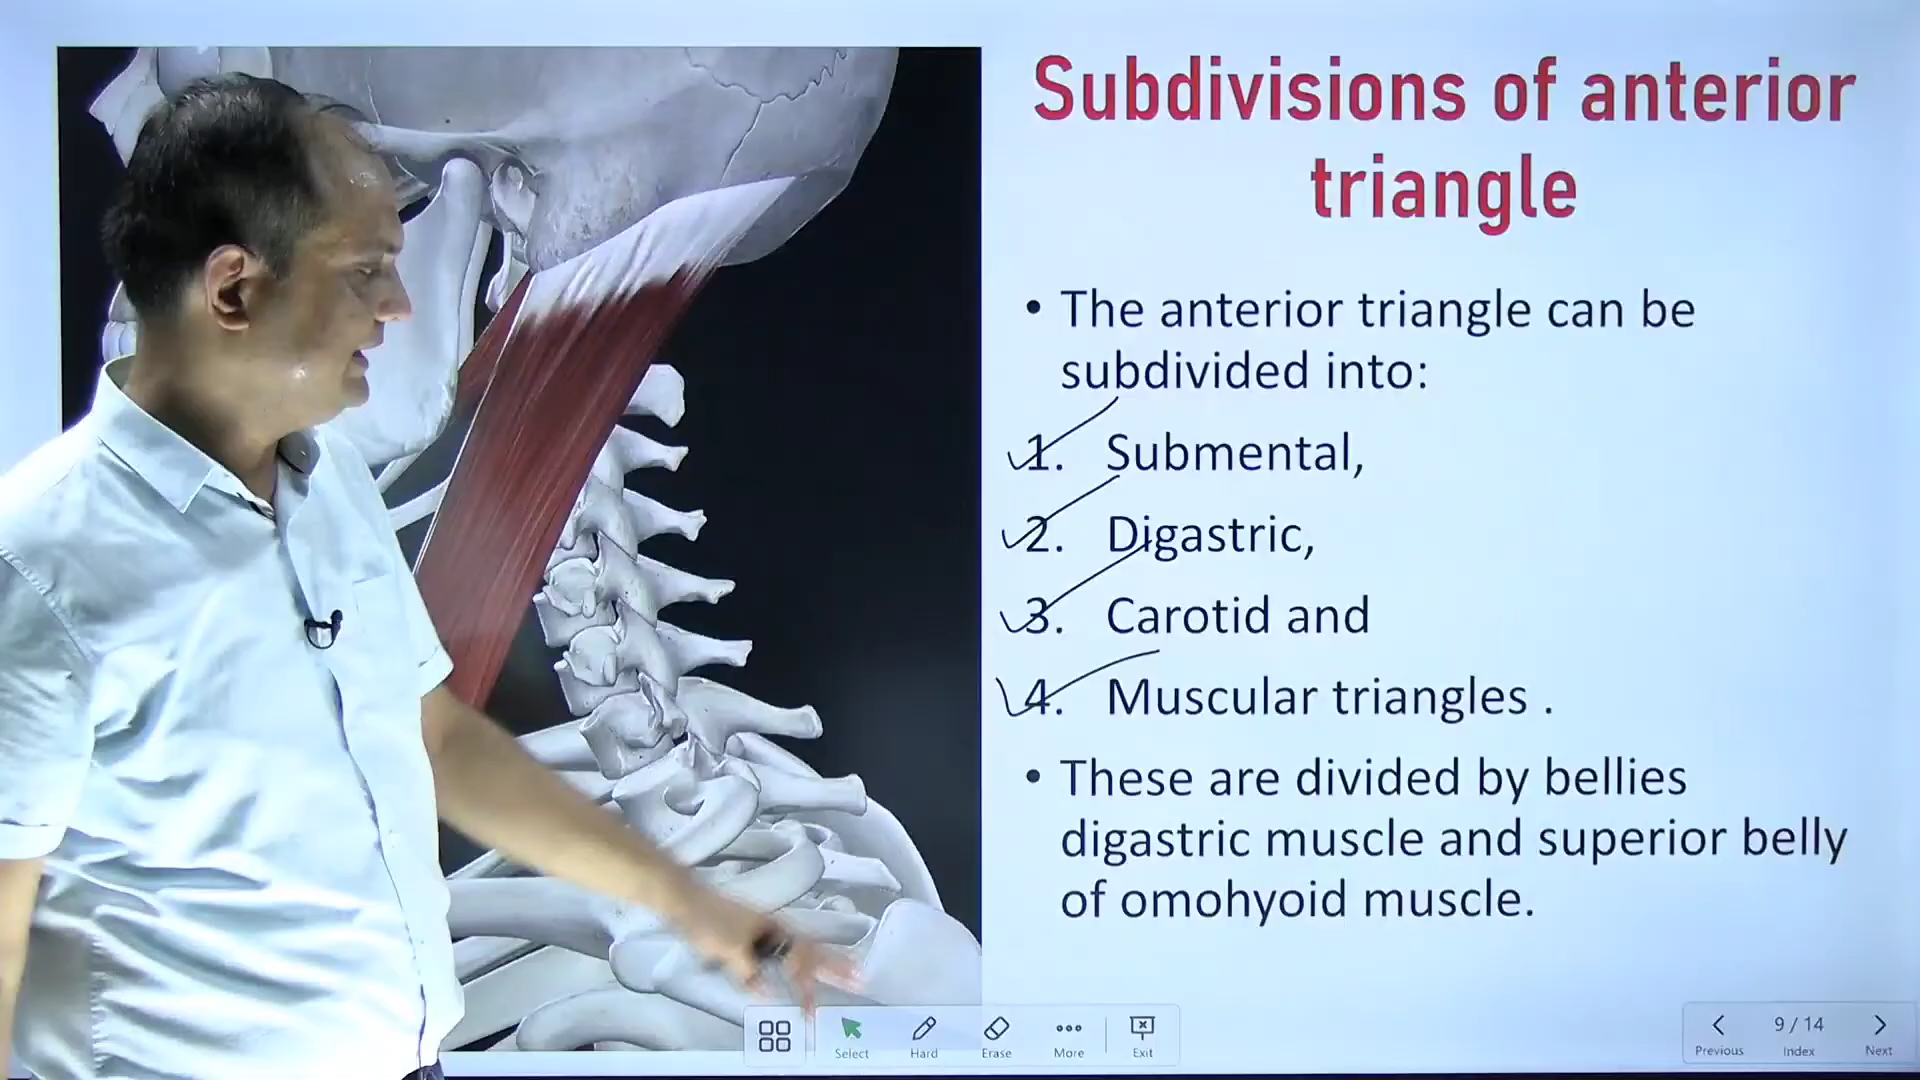 Subdivisions of anterior
triangle
• The anterior triangle can be
subdivided into:
1. Submental,
2. Digastric,
3. Carotid and
4. Muscular triangles .
• These are divided by bellies
digastric muscle and superior belly
of omohyoid muscle.
Select Hard Erase More Exit
Previous 9 / 14 Index Next